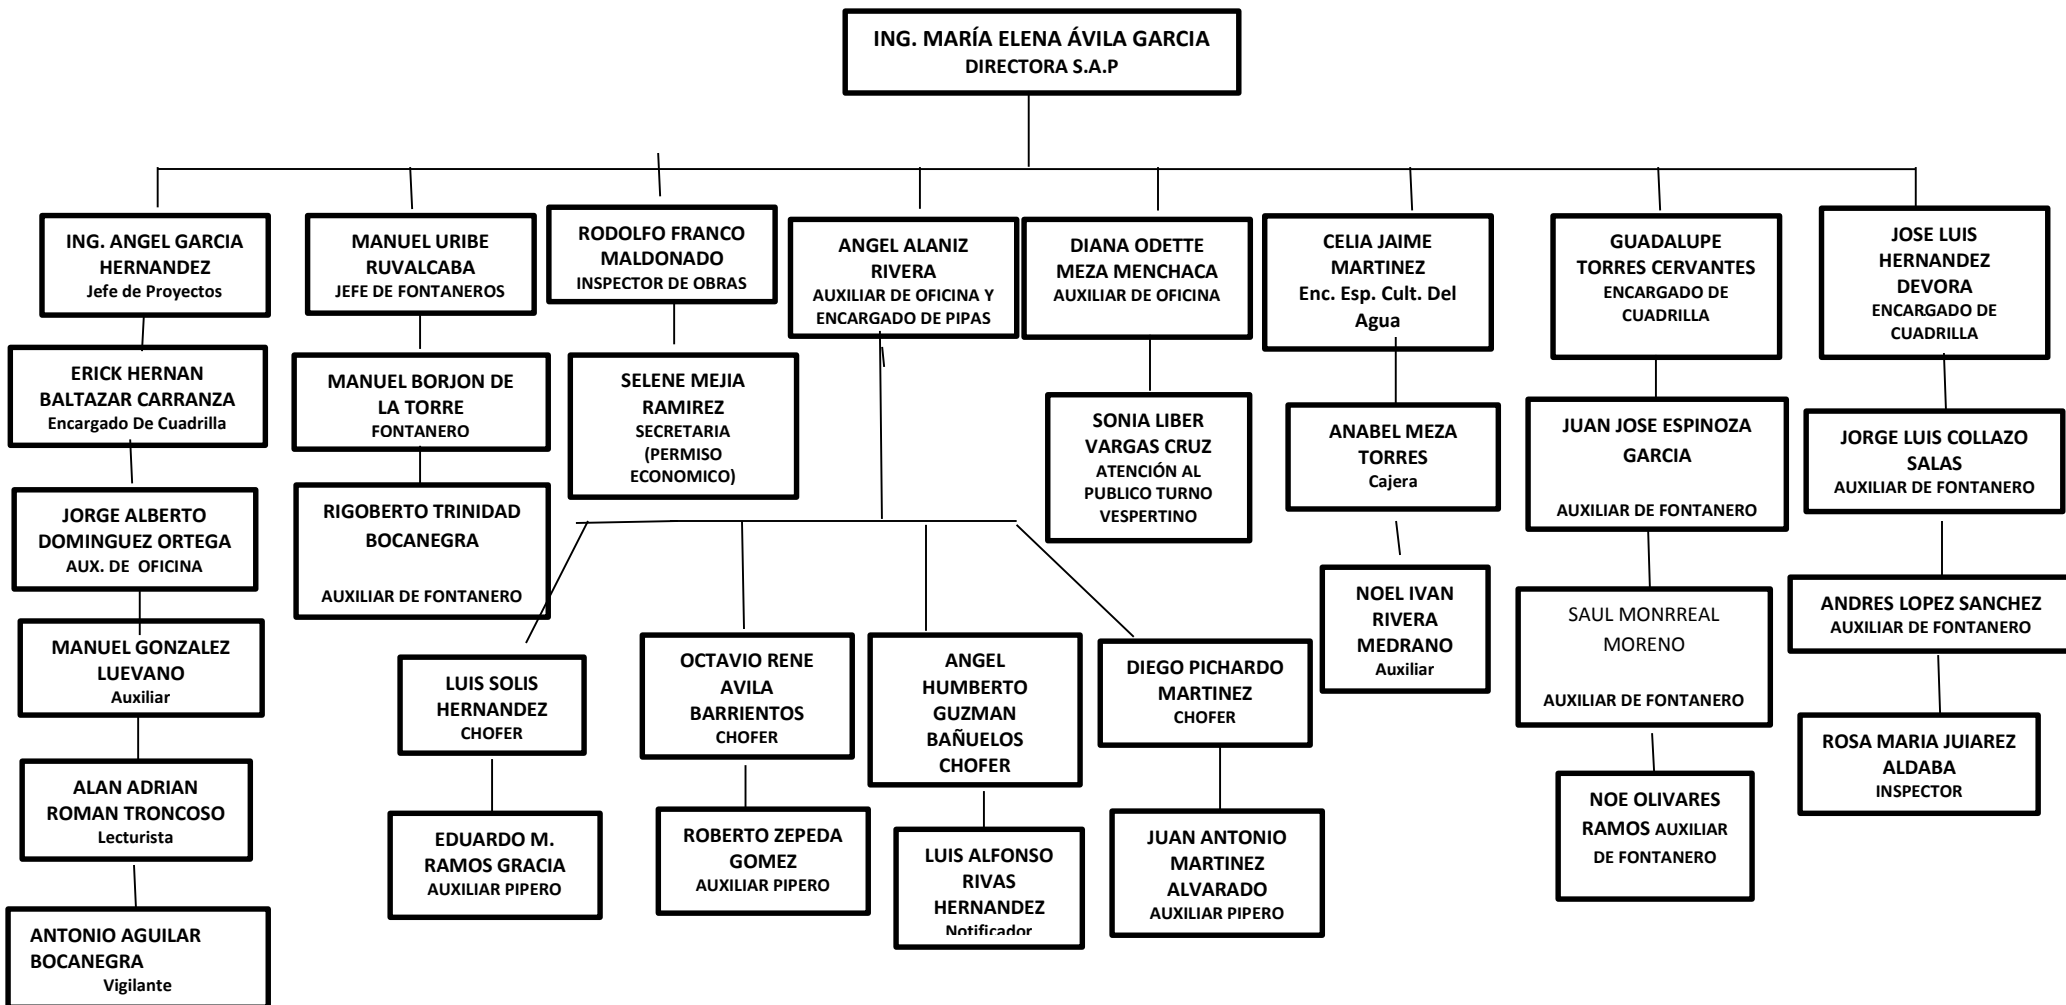 ING. MARÍA ELENA ÁVILA GARCIA
DIRECTORA S.A.P
ING. ANGEL GARCIA
HERNANDEZ
Jefe de Proyectos
MANUEL URIBE
RUVALCABA
JEFE DE FONTANEROS
RODOLFO FRANCO
MALDONADO
INSPECTOR DE OBRAS
ANGEL ALANIZ
RIVERA
AUXILIAR DE OFICINA Y
ENCARGADO DE PIPAS
DIANA ODETTE
MEZA MENCHACA
AUXILIAR DE OFICINA
CELIA JAIME
MARTINEZ
Enc. Esp. Cult. Del
Agua
GUADALUPE
TORRES CERVANTES
ENCARGADO DE
CUADRILLA
JOSE LUIS
HERNANDEZ
DEVORA
ENCARGADO DE
CUADRILLA
ERICK HERNAN
BALTAZAR CARRANZA
Encargado De Cuadrilla
MANUEL BORJON DE
LA TORRE
FONTANERO
SELENE MEJIA
RAMIREZ
SECRETARIA
(PERMISO
ECONOMICO)
SONIA LIBER
VARGAS CRUZ
ATENCIÓN AL
PUBLICO TURNO
VESPERTINO
ANABEL MEZA
TORRES
Cajera
JUAN JOSE ESPINOZA
GARCIA
AUXILIAR DE FONTANERO
JORGE LUIS COLLAZO
SALAS
AUXILIAR DE FONTANERO
JORGE ALBERTO
DOMINGUEZ ORTEGA
AUX. DE  OFICINA
RIGOBERTO TRINIDAD
BOCANEGRA
AUXILIAR DE FONTANERO
NOEL IVAN
RIVERA
MEDRANO
Auxiliar
SAUL MONRREAL
MORENO
AUXILIAR DE FONTANERO
ANDRES LOPEZ SANCHEZ
AUXILIAR DE FONTANERO
MANUEL GONZALEZ
LUEVANO
Auxiliar
LUIS SOLIS
HERNANDEZ
CHOFER
OCTAVIO RENE
AVILA
BARRIENTOS
CHOFER
ANGEL
HUMBERTO
GUZMAN
BAÑUELOS
CHOFER
DIEGO PICHARDO
MARTINEZ
CHOFER
ROSA MARIA JUIAREZ
ALDABA
INSPECTOR
ALAN ADRIAN
ROMAN TRONCOSO
Lecturista
EDUARDO M.
RAMOS GRACIA
AUXILIAR PIPERO
ROBERTO ZEPEDA
GOMEZ
AUXILIAR PIPERO
LUIS ALFONSO
RIVAS
HERNANDEZ
Notificador
JUAN ANTONIO
MARTINEZ
ALVARADO
AUXILIAR PIPERO
NOE OLIVARES
RAMOS AUXILIAR
DE FONTANERO
ANTONIO AGUILAR
BOCANEGRA
Vigilante